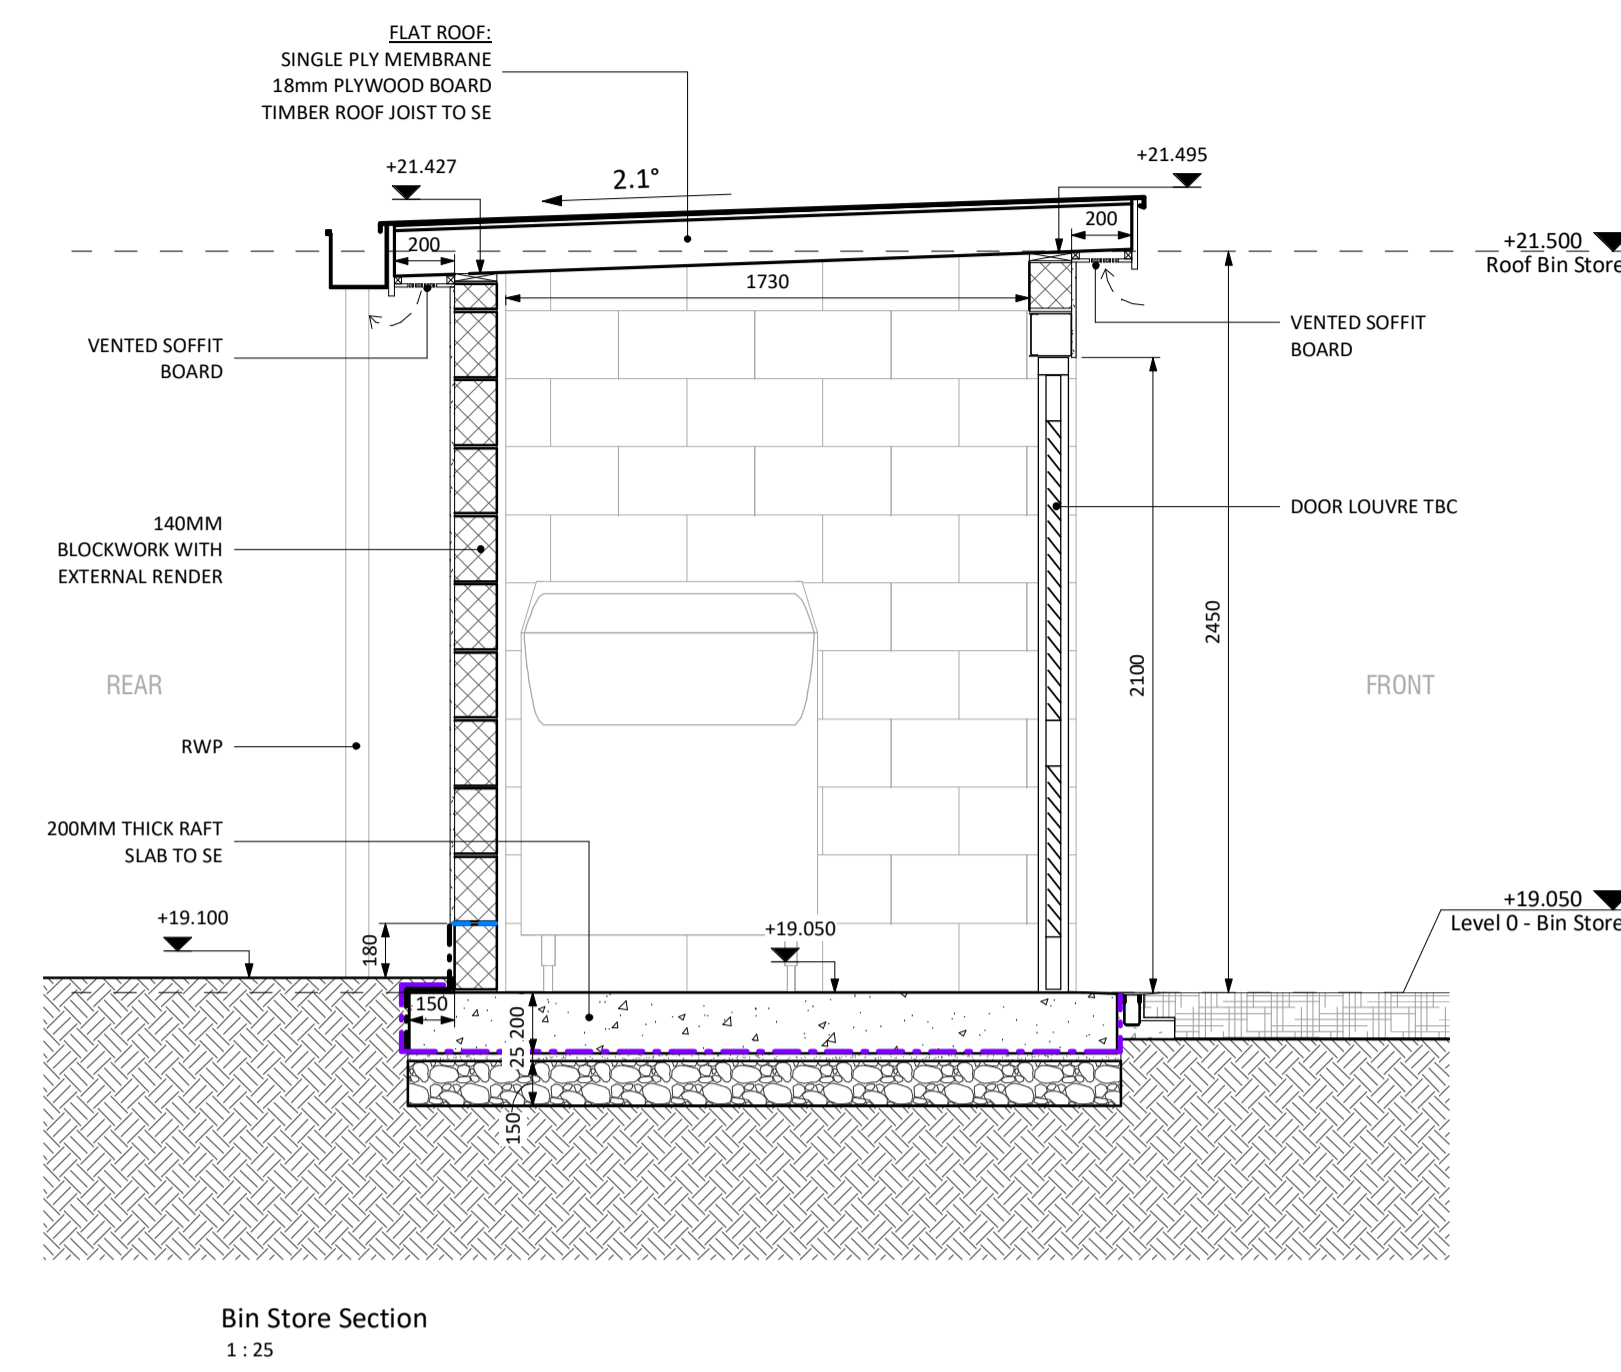 FLAT ROOF:
SINGLE PLY MEMBRANE
18mm PLYWOOD BOARD
TIMBER ROOF JOIST TO SE
+21.427
2.1°
+21.495
200
200
+21.500
Roof Bin Store
1730
VENTED SOFFIT
BOARD
VENTED SOFFIT
BOARD
140MM
BLOCKWORK WITH
EXTERNAL RENDER
DOOR LOUVRE TBC
2450
2100
REAR
FRONT
RWP
200MM THICK RAFT
SLAB TO SE
+19.100
180
+19.050
+19.050
Level 0 - Bin Store
150
200
25
150
Bin Store Section
1 : 25